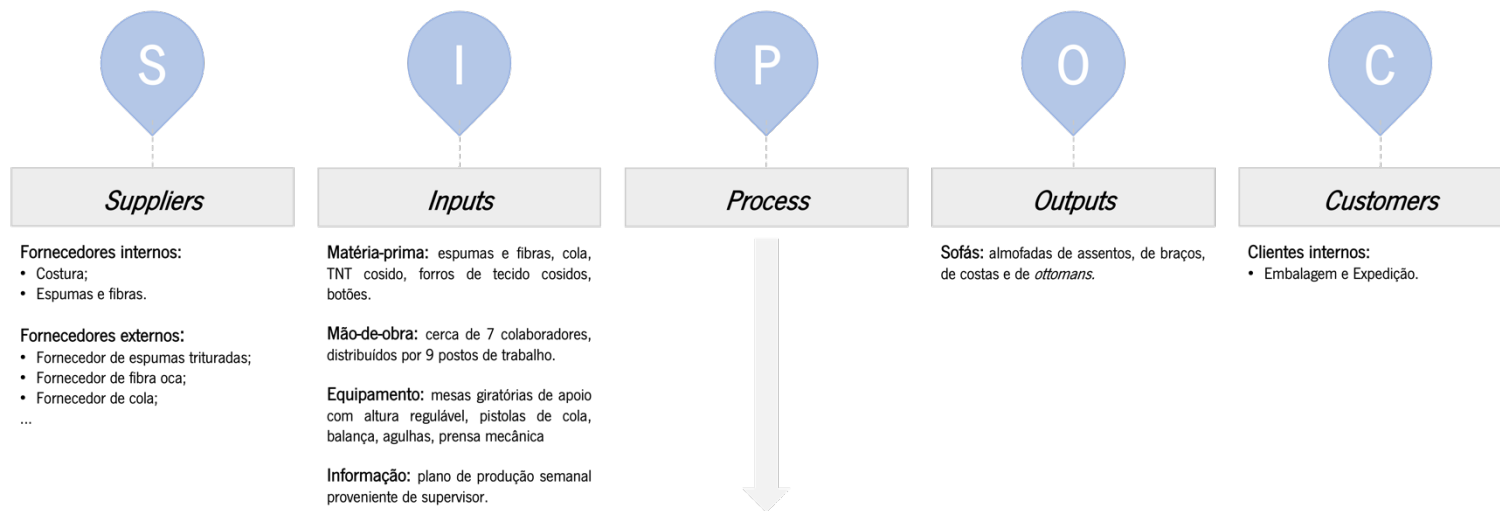 S
I
P
O
C
Suppliers
Inputs
Process
Outputs
Customers
Fornecedores internos:
• Costura;
• Espumas e fibras.
Fornecedores externos:
• Fornecedor de espumas trituradas;
• Fornecedor de fibra oca;
• Fornecedor de cola;
...
Matéria-prima: espumas e fibras, cola,
TNT cosido, forros de tecido cosidos,
botões.
Mão-de-obra: cerca de 7 colaboradores,
distribuídos por 9 postos de trabalho.
Equipamento: mesas giratórias de apoio
com altura regulável, pistolas de cola,
balança, agulhas, prensa mecânica
Informação: plano de produção semanal
proveniente de supervisor.
Sofás: almofadas de assentos, de braços,
de costas e de ottomans.
Clientes internos:
• Embalagem e Expedição.